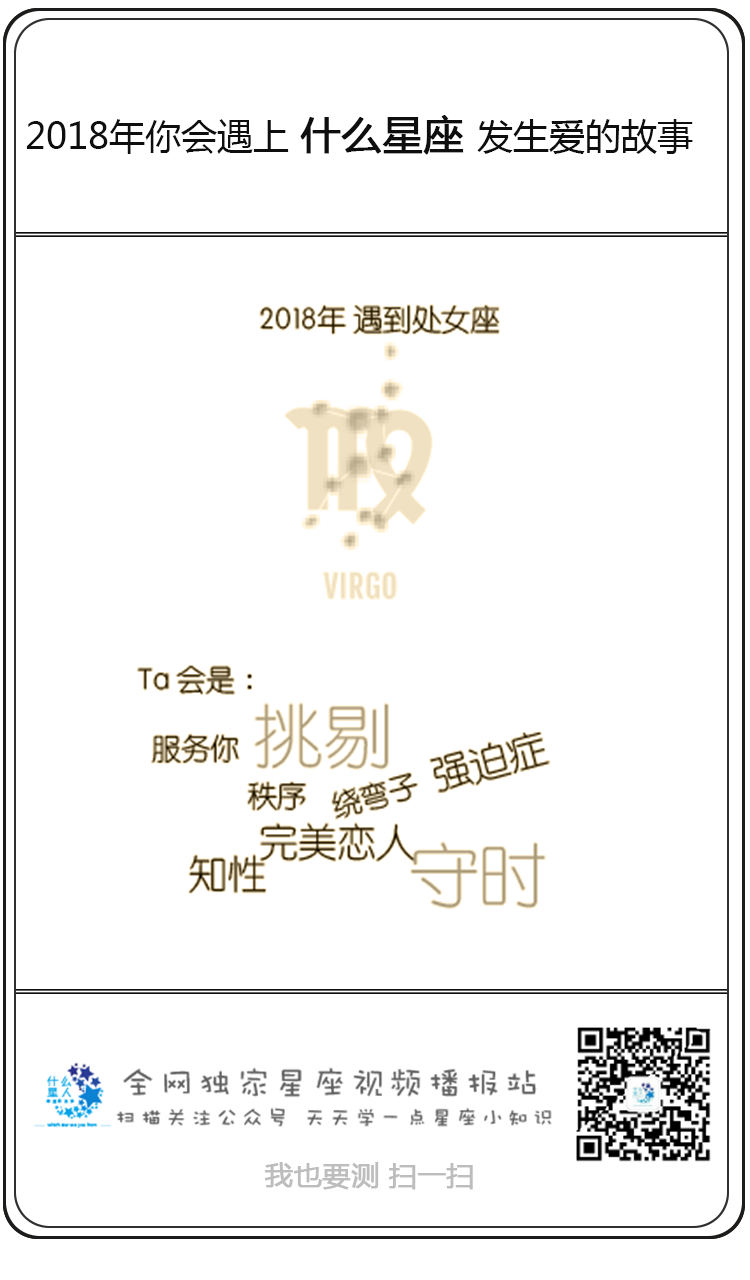 2018年你会遇上 什么星座 发生爱的故事
2018年 遇到处女座
VIRGO
Ta 会是：
服务你 挑剔
秩序 绕弯子 强迫症
完美恋人
知性 守时
什么
星人
全网独家星座视频播报站
扫描关注公众号 天天学一点星座小知识
我也要测 扫一扫